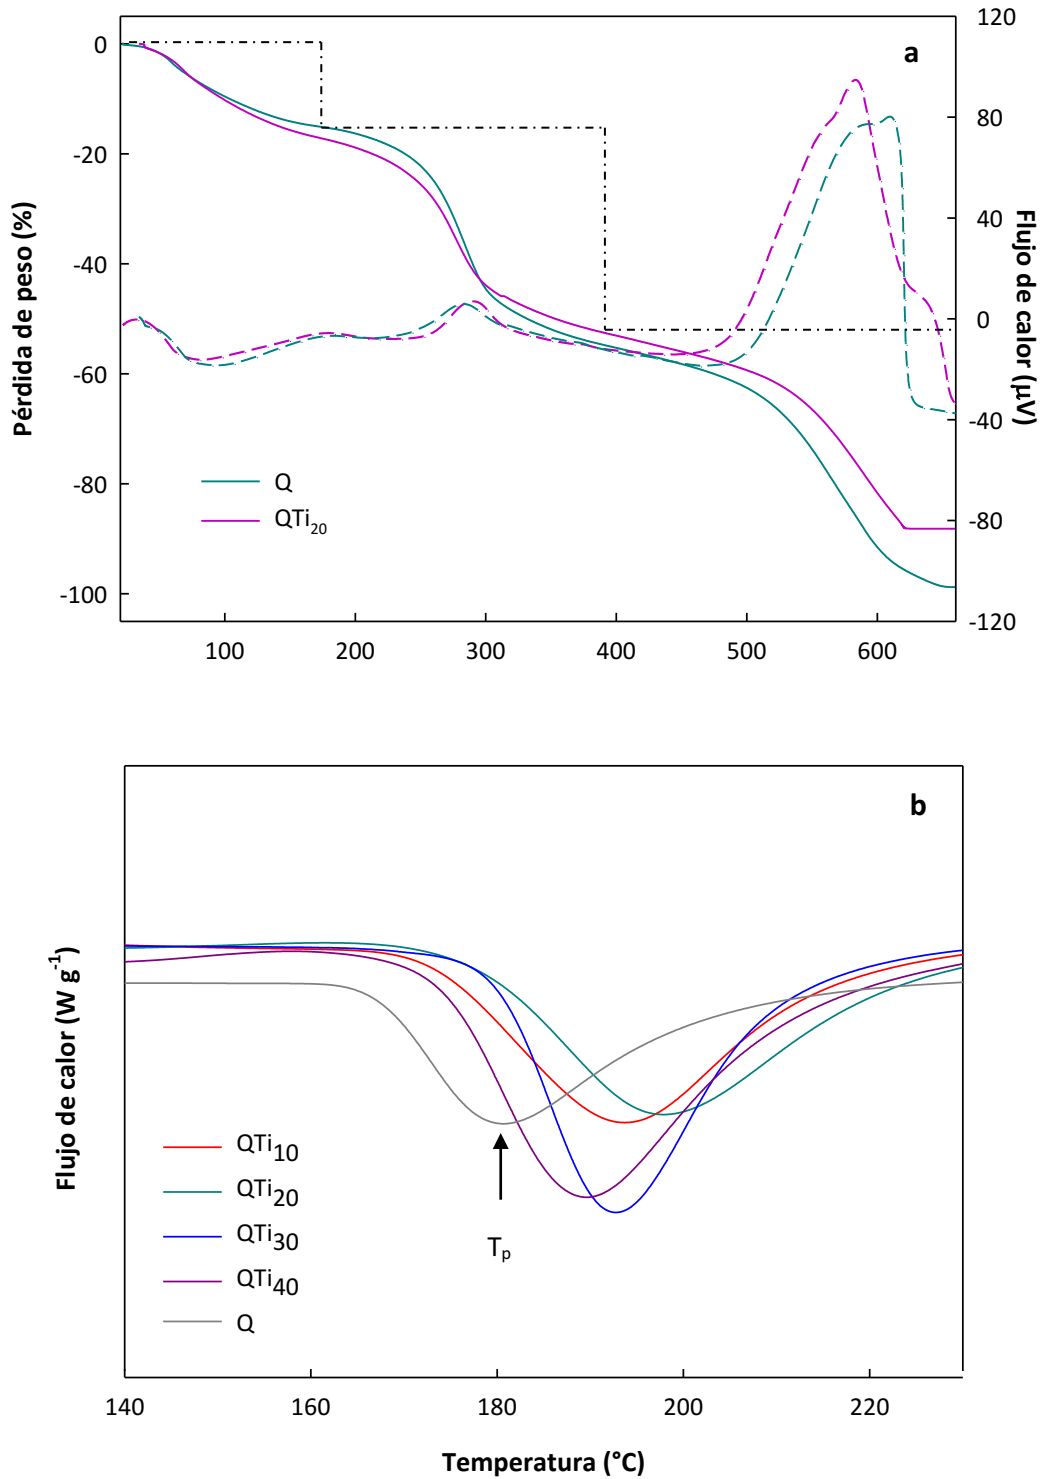 a
0
-20
-40
-60
-80
-100
Pérdida de peso (%)
120
80
40
0
-40
-80
-120
Flujo de calor (µV)
Q
QTi20
100 200 300 400 500 600
b
Flujo de calor (W g-1)
QTi10
QTi20
QTi30
QTi40
Q
Tp
140 160 180 200 220
Temperatura (°C)